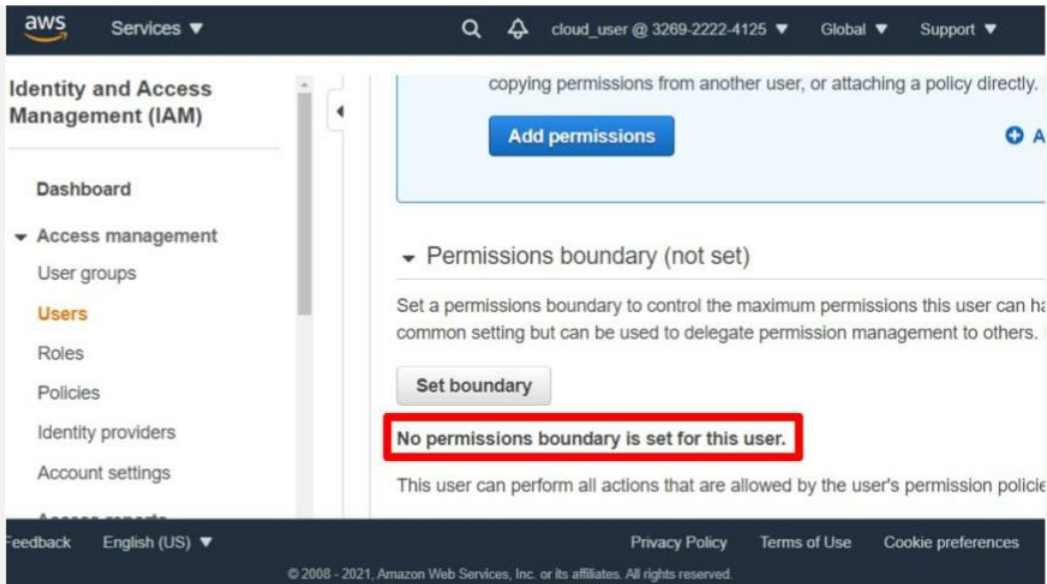 aws
Services ▼
cloud_user @ 3269-2222-4125 ▼
Global ▼
Support ▼
Identity and Access
Management (IAM)
Dashboard
Access management
User groups
Users
Roles
Policies
Identity providers
Account settings
copying permissions from another user, or attaching a policy directly.
Add permissions
A
Permissions boundary (not set)
Set a permissions boundary to control the maximum permissions this user can ha
common setting but can be used to delegate permission management to others.
Set boundary
No permissions boundary is set for this user.
This user can perform all actions that are allowed by the user's permission policie
Feedback
English (US) ▼
Privacy Policy
Terms of Use
Cookie preferences
© 2008 - 2021, Amazon Web Services, Inc. or its affiliates. All rights reserved.